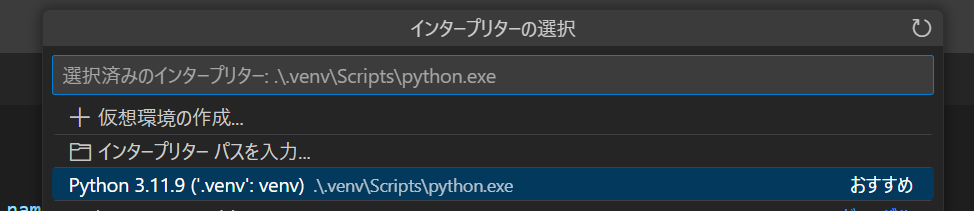 インタープリターの選択
選択済みのインタープリター: .\.venv\Scripts\python.exe
仮想環境の作成...
インタープリター パスを入力...
Python 3.11.9 ('.venv': venv) .\.venv\Scripts\python.exe おすすめ
nam